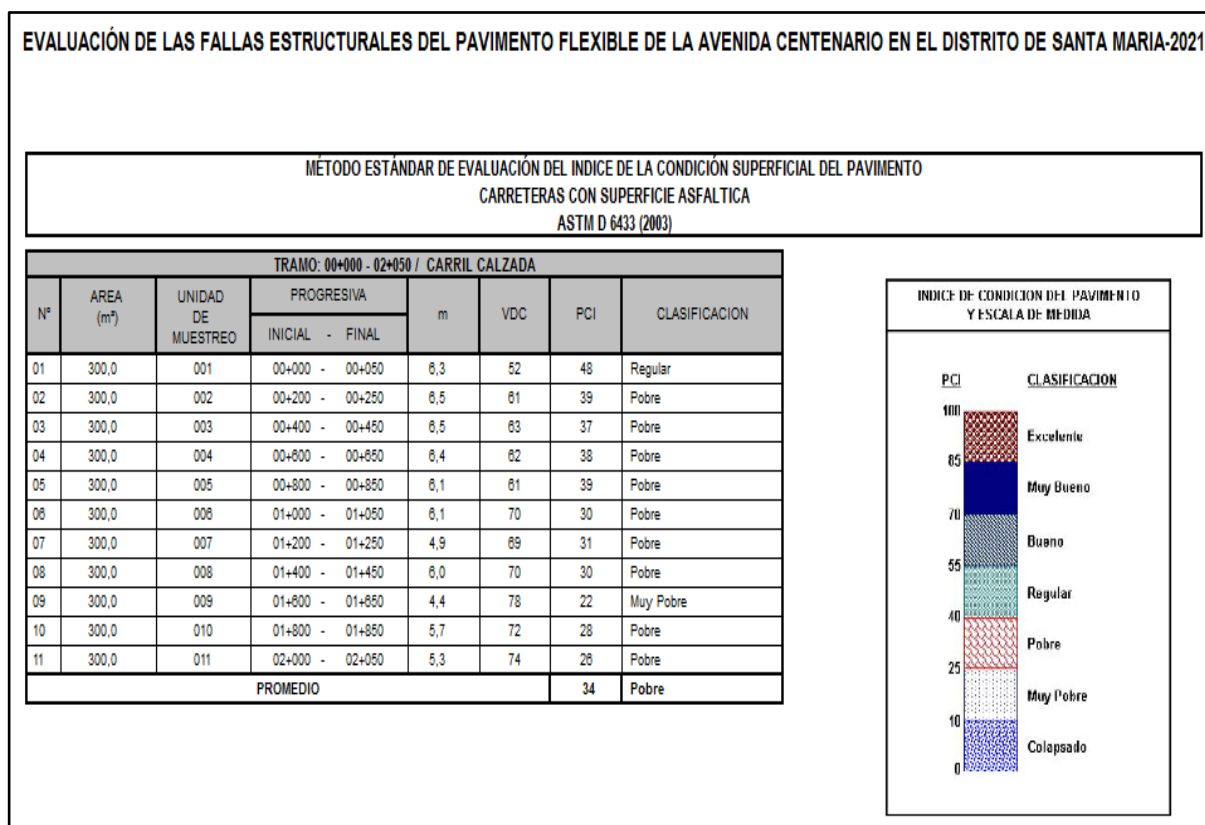 EVALUACIÓN DE LAS FALLAS ESTRUCTURALES DEL PAVIMENTO FLEXIBLE DE LA AVENIDA CENTENARIO EN EL DISTRITO DE SANTA MARIA-2021
MÉTODO ESTÁNDAR DE EVALUACIÓN DEL INDICE DE LA CONDICIÓN SUPERFICIAL DEL PAVIMENTO
CARRETERAS CON SUPERFICIE ASFALTICA
ASTM D 6433 (2003)
TRAMO: 00+000 - 02+050 / CARRIL CALZADA
Nº AREA (m²) UNIDAD DE MUESTREO PROGRESIVA INICIAL - FINAL m VDC PCI CLASIFICACION
01 300,0 001 00+000 - 00+050 6,3 52 48 Regular
02 300,0 002 00+200 - 00+250 6,5 61 39 Pobre
03 300,0 003 00+400 - 00+450 6,5 63 37 Pobre
04 300,0 004 00+600 - 00+650 6,4 62 38 Pobre
05 300,0 005 00+800 - 00+850 6,1 61 39 Pobre
06 300,0 006 01+000 - 01+050 6,1 70 30 Pobre
07 300,0 007 01+200 - 01+250 4,9 69 31 Pobre
08 300,0 008 01+400 - 01+450 6,0 70 30 Pobre
09 300,0 009 01+600 - 01+650 4,4 78 22 Muy Pobre
10 300,0 010 01+800 - 01+850 5,7 72 28 Pobre
11 300,0 011 02+000 - 02+050 5,3 74 26 Pobre
PROMEDIO 34 Pobre
INDICE DE CONDICION DEL PAVIMENTO
Y ESCALA DE MEDIDA
PCI CLASIFICACION
100
Excelente
85
Muy Bueno
70
Bueno
55
Regular
40
Pobre
25
Muy Pobre
10
Colapsado
0